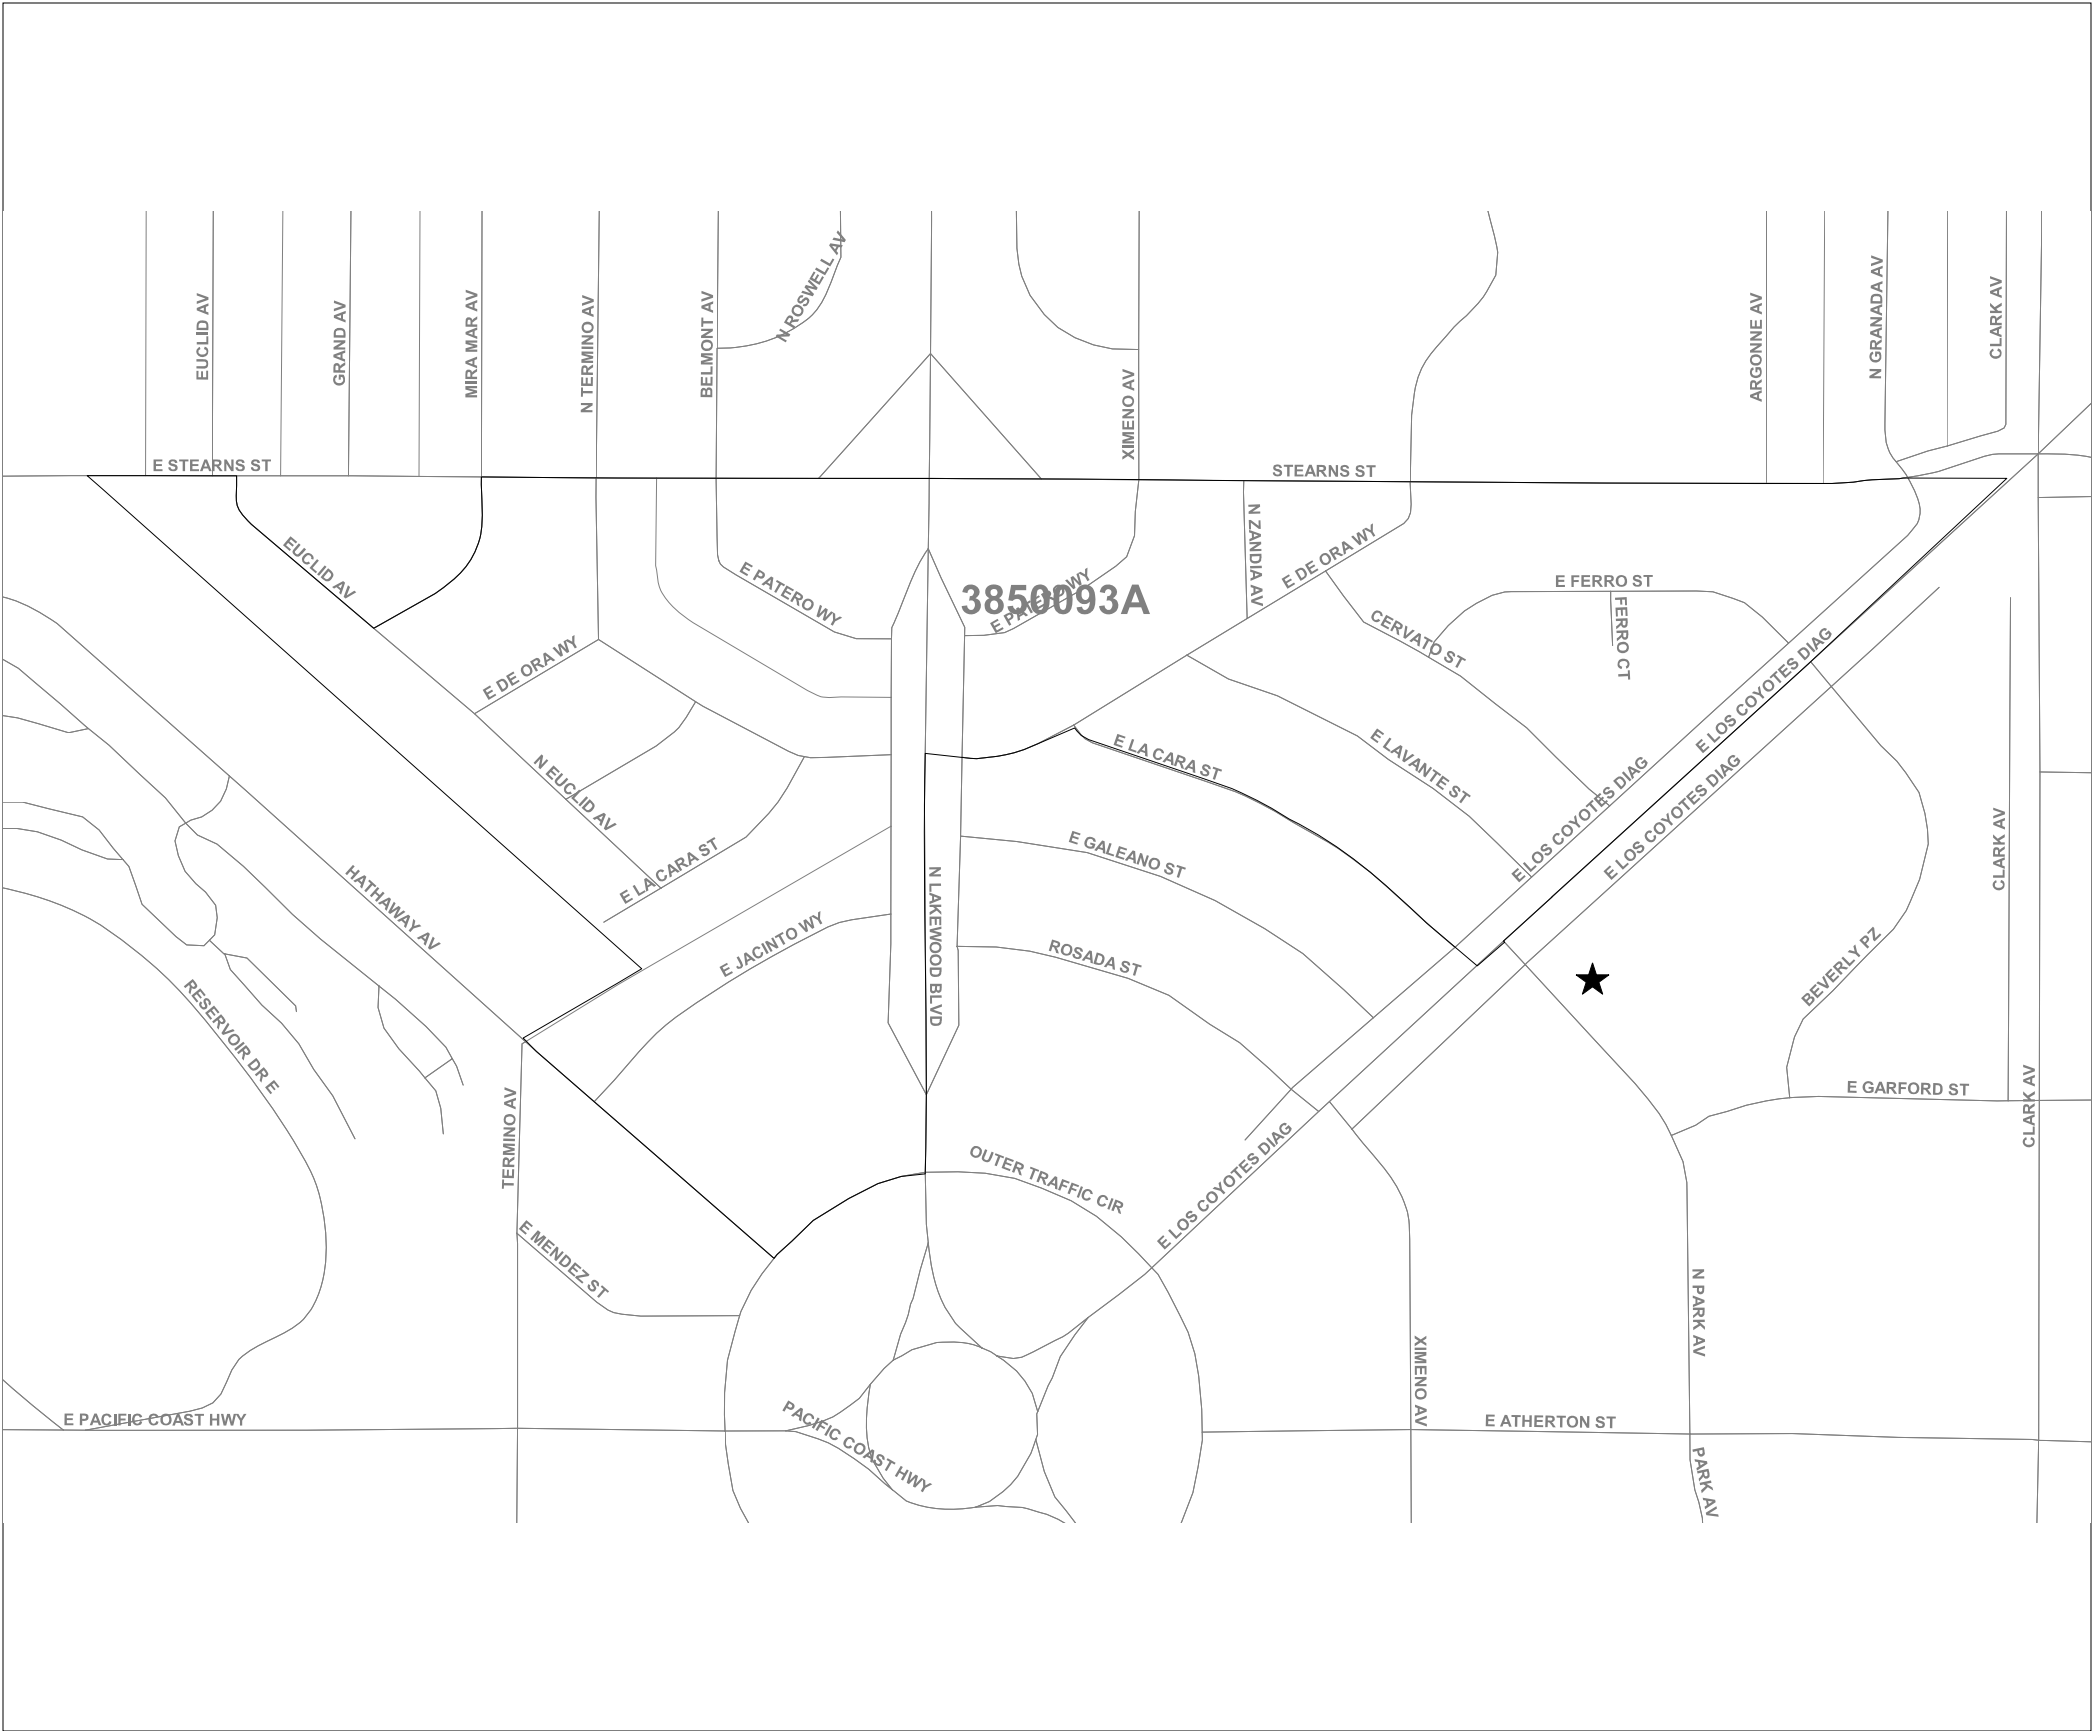 EUCLID AV
GRAND AV
MIRA MAR AV
N TERMINO AV
BELMONT AV
N ROSWELL AV
XIMENO AV
ARGONNE AV
N GRANADA AV
CLARK AV
E STEARNS ST
STEARNS ST
EUCLID AV
E PATERO WY
3850093A
E PATERO WY
N ZANDIA AV
E DE ORA WY
E FERRO ST
FERRO CT
CERVATO ST
E DE ORA WY
E LOS COYOTES DIAG
E LA CARA ST
E LAVANTE ST
E LOS COYOTES DIAG
E LOS COYOTES DIAG
N EUCLID AV
E LA CARA ST
E GALEANO ST
CLARK AV
HATHAWAY AV
E JACINTO WY
N LAKEWOOD BLVD
ROSADA ST
BEVERLY PZ
RESERVOIR DR E
TERMINO AV
E GARFORD ST
CLARK AV
OUTER TRAFFIC CIR
E LOS COYOTES DIAG
E MENDEZ ST
N PARK AV
XIMENO AV
E PACIFIC COAST HWY
PACIFIC COAST HWY
E ATHERTON ST
PARK AV